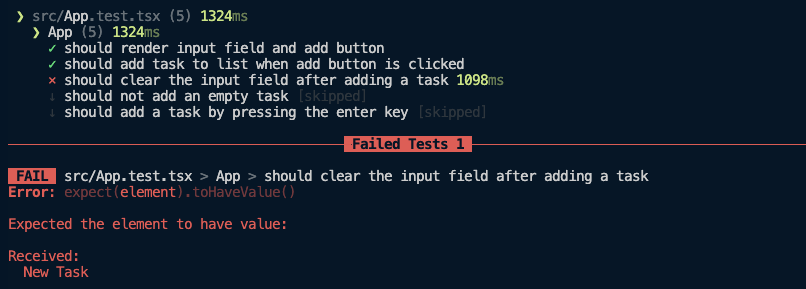 ❯ src/App.test.tsx (5) 1324ms
❯ App (5) 1324ms
✓ should render input field and add button
✓ should add task to list when add button is clicked
× should clear the input field after adding a task 1098ms
↓ should not add an empty task [skipped]
↓ should add a task by pressing the enter key [skipped]
Failed Tests 1
FAIL src/App.test.tsx > App > should clear the input field after adding a task
Error: expect(element).toHaveValue()
Expected the element to have value:
Received:
New Task